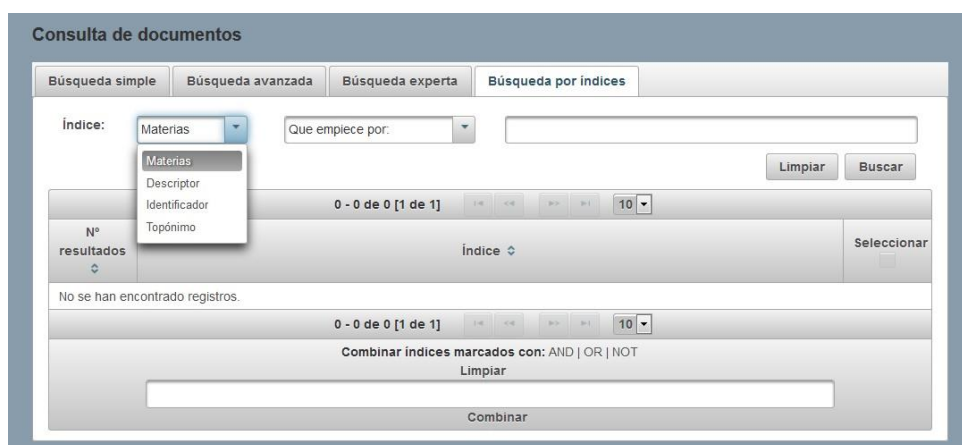 Consulta de documentos
Búsqueda simple Búsqueda avanzada Búsqueda experta Búsqueda por índices
Índice: Materias Que empiece por:
Materias
Descriptor
Identificador
Topónimo
Limpiar Buscar
0 - 0 de 0 [1 de 1] 10
Nº resultados Índice Seleccionar
No se han encontrado registros.
0 - 0 de 0 [1 de 1] 10
Combinar índices marcados con: AND | OR | NOT
Limpiar
Combinar